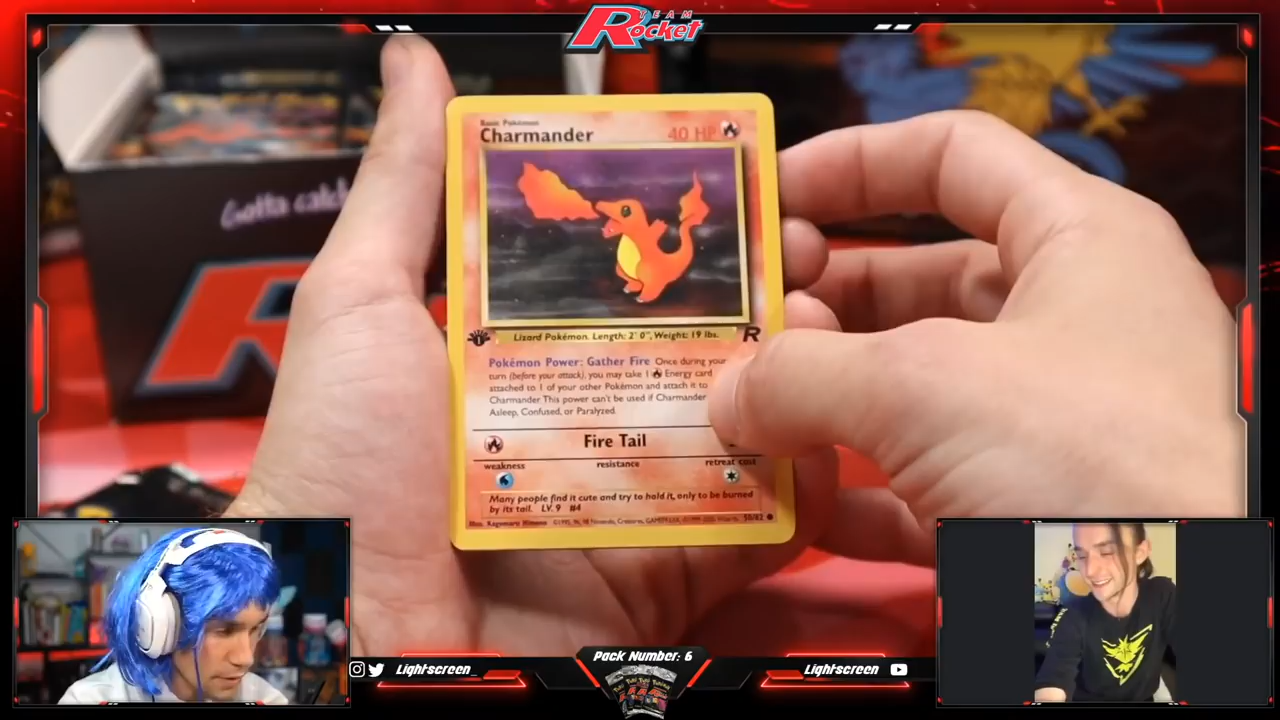 TEAM
Rocket
Basic Pokémon
Charmander 40 HP
Gotta catch
R
Lizard Pokémon. Length: 2' 0", Weight: 19 lbs.
1
R
Pokémon Power: Gather Fire Once during your
turn (before your attack), you may take 1 Energy card
attached to 1 of your other Pokémon and attach it to
Charmander. This power can't be used if Charmander
Asleep, Confused, or Paralyzed.
Fire Tail
weakness resistance retreat cost
Many people find it cute and try to hold it, only to be burned
by its tail. LV. 9 #4
50/82
Pack Number: 6
Lightscreen_
Lightscreen